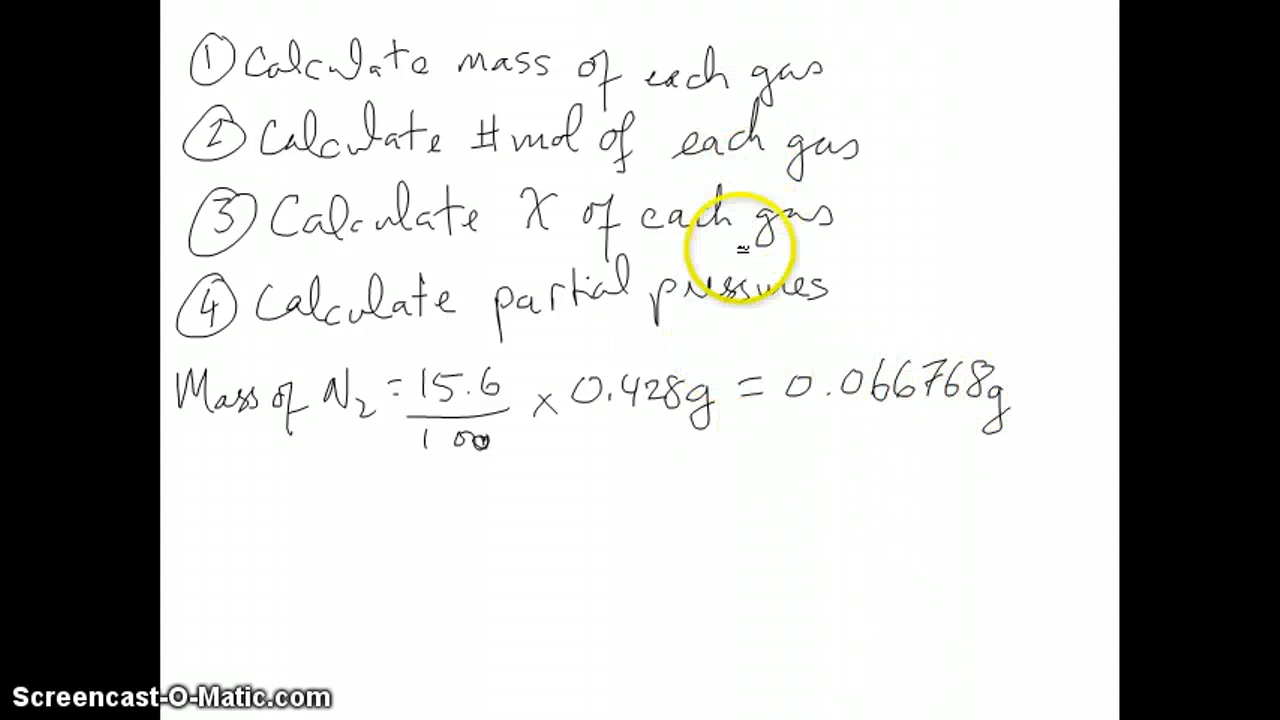 ① Calculate mass of each gas
② Calculate # mol of each gas
③ Calculate X of each gas
④ Calculate partial pressures
Mass of N₂ = 15.6/100 × 0.428g = 0.066768g
Screencast-O-Matic.com